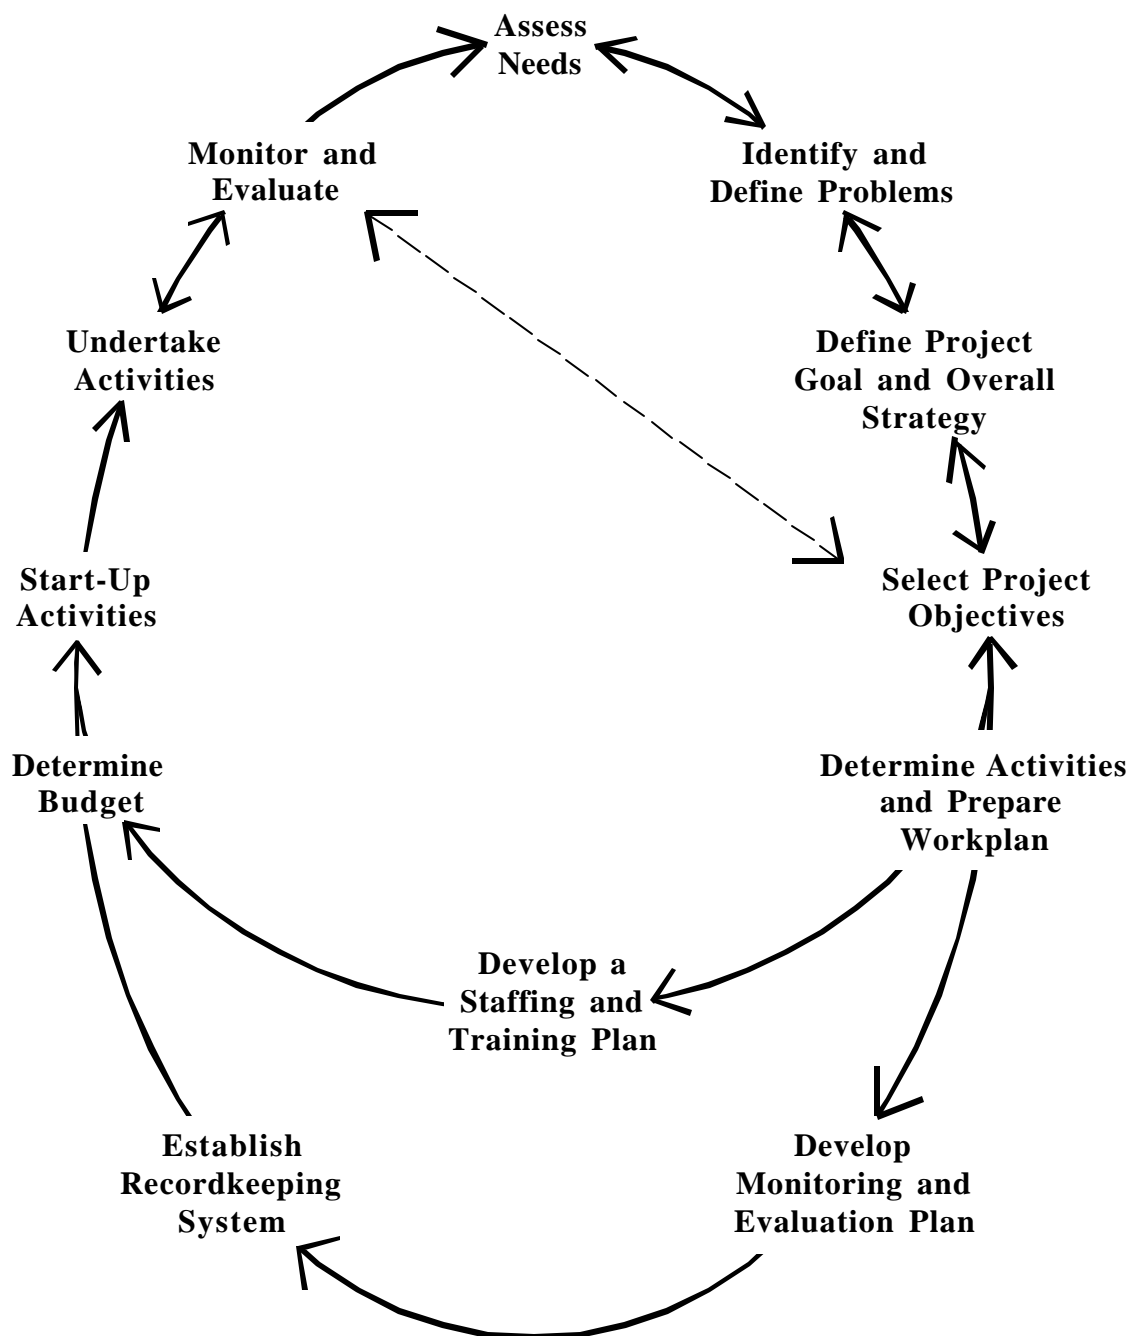 Assess
Needs
Monitor and
Evaluate
Identify and
Define Problems
Undertake
Activities
Define Project
Goal and Overall
Strategy
Start-Up
Activities
Select Project
Objectives
Determine
Budget
Determine Activities
and Prepare
Workplan
Develop a
Staffing and
Training Plan
Establish
Recordkeeping
System
Develop
Monitoring and
Evaluation Plan